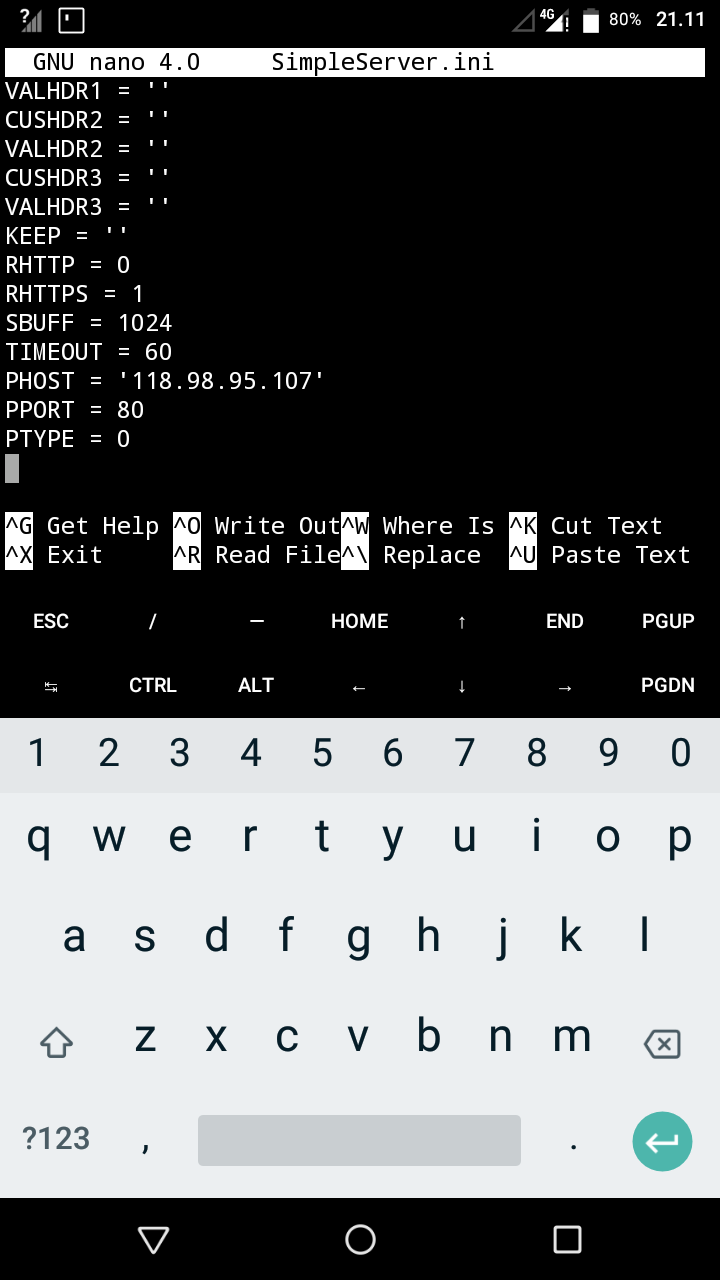 ? 4G ! 80% 21.11
GNU nano 4.0 SimpleServer.ini
VALHDR1 = ''
CUSHDR2 = ''
VALHDR2 = ''
CUSHDR3 = ''
VALHDR3 = ''
KEEP = ''
RHTTP = 0
RHTTPS = 1
SBUFF = 1024
TIMEOUT = 60
PHOST = '118.98.95.107'
PPORT = 80
PTYPE = 0
^G Get Help ^O Write Out^W Where Is ^K Cut Text
^X Exit ^R Read File^\ Replace ^U Paste Text
ESC / — HOME ↑ END PGUP
↹ CTRL ALT ← ↓ → PGDN
1 2 3 4 5 6 7 8 9 0
q w e r t y u i o p
a s d f g h j k l
z x c v b n m
?123 , .